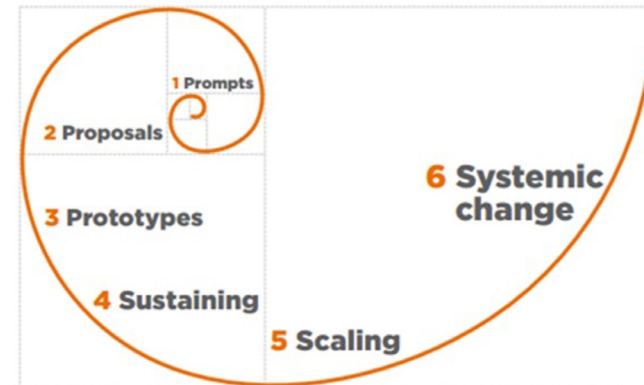 1 Prompts
2 Proposals
3 Prototypes
4 Sustaining
5 Scaling
6 Systemic
change